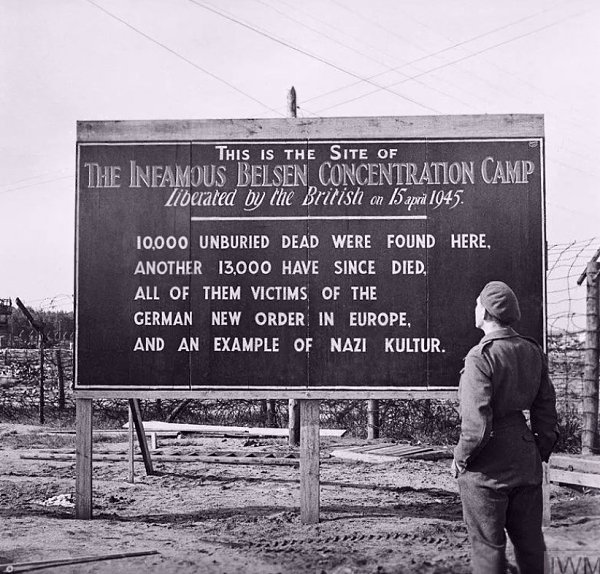 THIS IS THE SITE OF
THE INFAMOUS BELSEN CONCENTRATION CAMP
Liberated by the British on 15 april 1945.
10,000 UNBURIED DEAD WERE FOUND HERE,
ANOTHER 13,000 HAVE SINCE DIED,
ALL OF THEM VICTIMS OF THE
GERMAN NEW ORDER IN EUROPE,
AND AN EXAMPLE OF NAZI KULTUR.
IWM